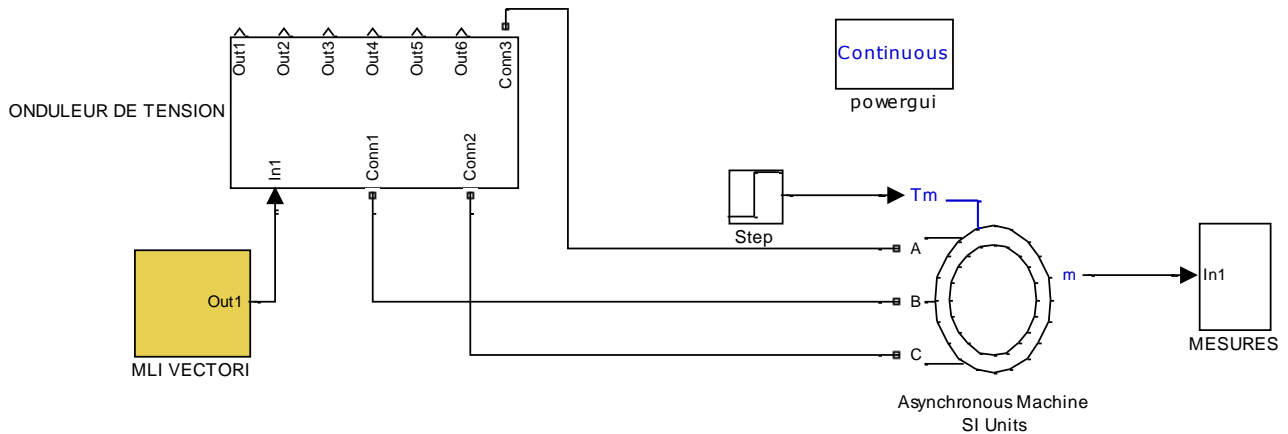 Out1
Out2
Out3
Out4
Out5
Out6
Conn3
ONDULEUR DE TENSION
In1
Conn1
Conn2
Continuous
powergui
Tm
Step
A
B
C
m
In1
MESURES
Out1
MLI VECTORI
Asynchronous Machine
SI Units